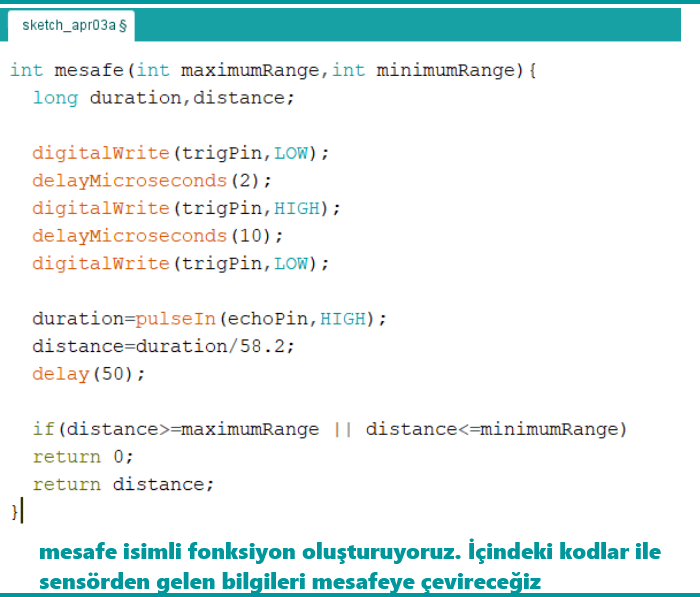 sketch_apr03a §
int mesafe(int maximumRange,int minimumRange){
long duration,distance;
digitalWrite(trigPin,LOW);
delayMicroseconds(2);
digitalWrite(trigPin,HIGH);
delayMicroseconds(10);
digitalWrite(trigPin,LOW);
duration=pulseIn(echoPin,HIGH);
distance=duration/58.2;
delay(50);
if(distance>=maximumRange || distance<=minimumRange)
return 0;
return distance;
}
mesafe isimli fonksiyon oluşturuyoruz. İçindeki kodlar ile
sensörden gelen bilgileri mesafeye çevireceğiz